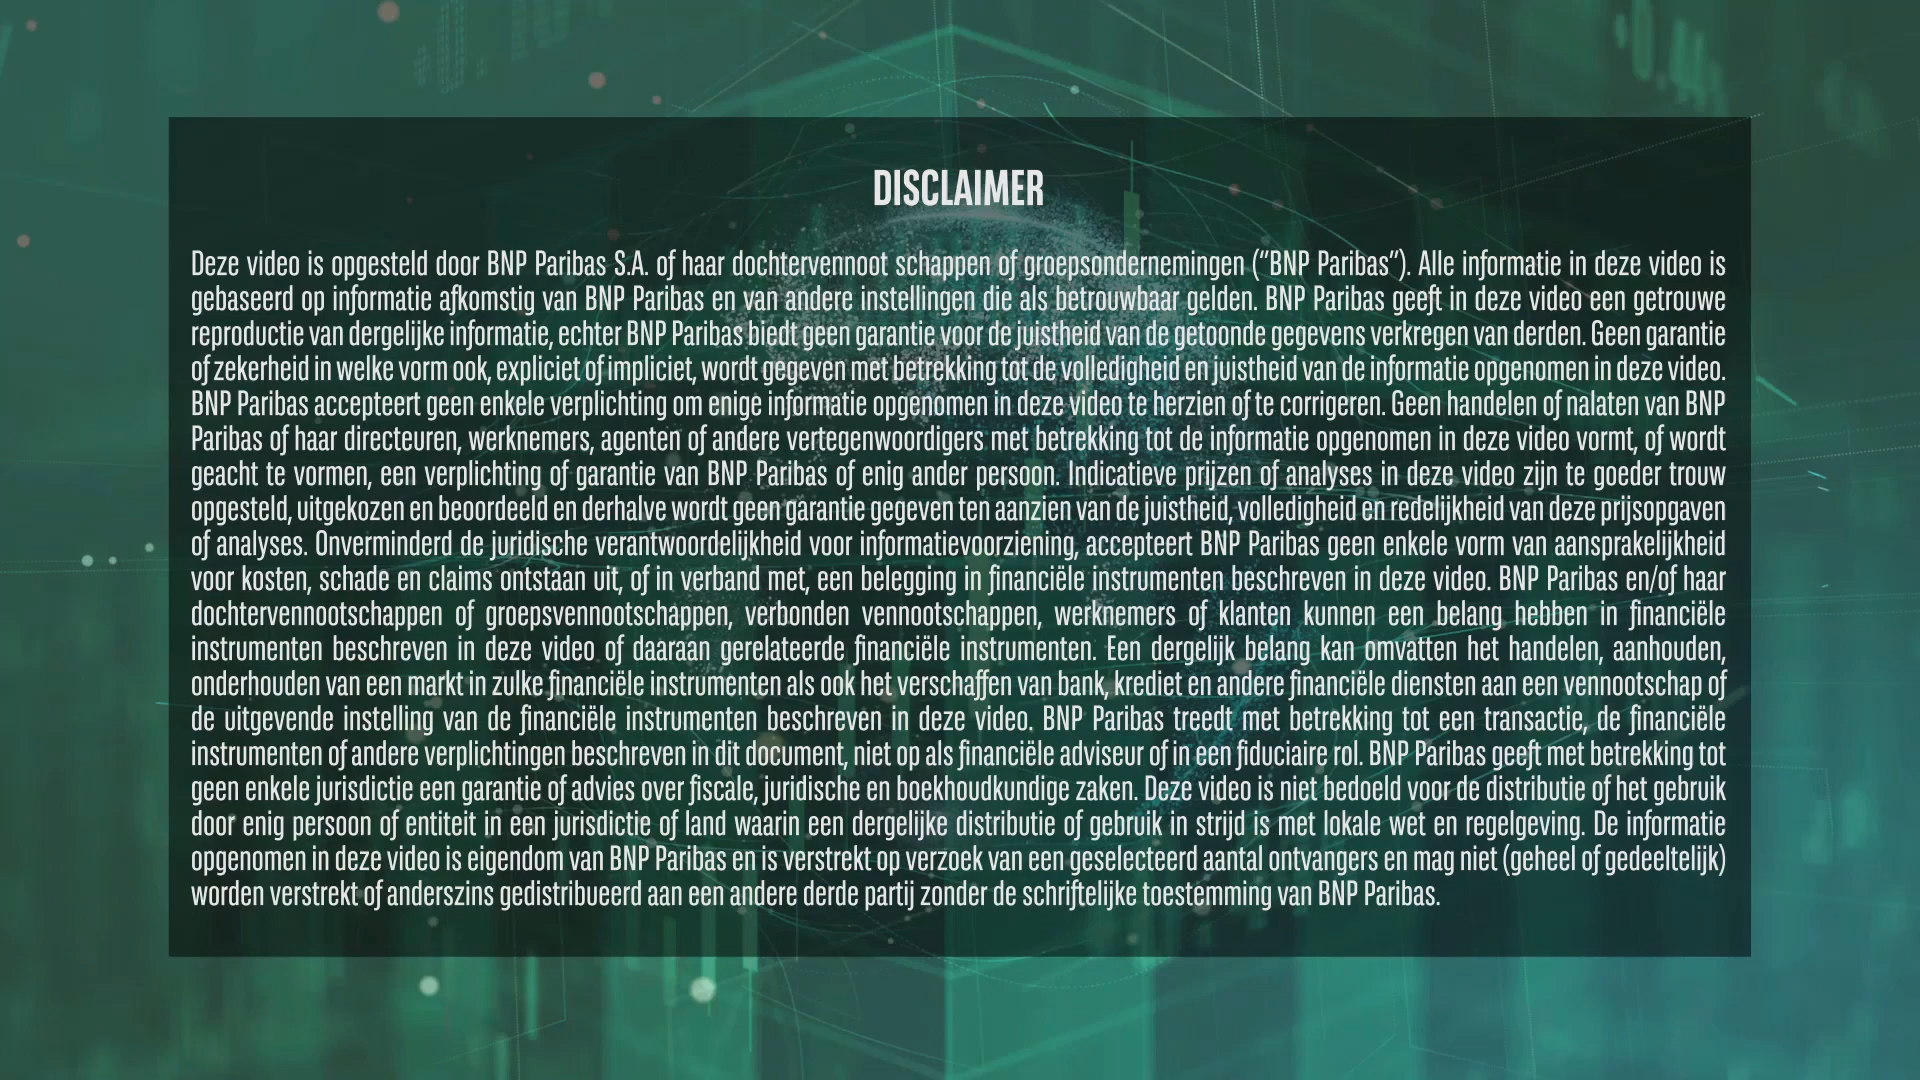 DISCLAIMER
Deze video is opgesteld door BNP Paribas S.A. of haar dochtervennoot schappen of groepsondernemingen (“BNP Paribas”). Alle informatie in deze video is
gebaseerd op informatie afkomstig van BNP Paribas en van andere instellingen die als betrouwbaar gelden. BNP Paribas geeft in deze video een getrouwe
reproductie van dergelijke informatie, echter BNP Paribas biedt geen garantie voor de juistheid van de getoonde gegevens verkregen van derden. Geen garantie
of zekerheid in welke vorm ook, expliciet of impliciet, wordt gegeven met betrekking tot de volledigheid en juistheid van de informatie opgenomen in deze video.
BNP Paribas accepteert geen enkele verplichting om enige informatie opgenomen in deze video te herzien of te corrigeren. Geen handelen of nalaten van BNP
Paribas of haar directeuren, werknemers, agenten of andere vertegenwoordigers met betrekking tot de informatie opgenomen in deze video vormt, of wordt
geacht te vormen, een verplichting of garantie van BNP Paribas of enig ander persoon. Indicatieve prijzen of analyses in deze video zijn te goeder trouw
opgesteld, uitgekozen en beoordeeld en derhalve wordt geen garantie gegeven ten aanzien van de juistheid, volledigheid en redelijkheid van deze prijsopgaven
of analyses. Onverminderd de juridische verantwoordelijkheid voor informatievoorziening, accepteert BNP Paribas geen enkele vorm van aansprakelijkheid
voor kosten, schade en claims ontstaan uit, of in verband met, een belegging in financiële instrumenten beschreven in deze video. BNP Paribas en/of haar
dochtervennootschappen of groepsvennootschappen, verbonden vennootschappen, werknemers of klanten kunnen een belang hebben in financiële
instrumenten beschreven in deze video of daaraan gerelateerde financiële instrumenten. Een dergelijk belang kan omvatten het handelen, aanhouden,
onderhouden van een markt in zulke financiële instrumenten als ook het verschaffen van bank, krediet en andere financiële diensten aan een vennootschap of
de uitgevende instelling van de financiële instrumenten beschreven in deze video. BNP Paribas treedt met betrekking tot een transactie, de financiële
instrumenten of andere verplichtingen beschreven in dit document, niet op als financiële adviseur of in een fiduciaire rol. BNP Paribas geeft met betrekking tot
geen enkele jurisdictie een garantie of advies over fiscale, juridische en boekhoudkundige zaken. Deze video is niet bedoeld voor de distributie of het gebruik
door enig persoon of entiteit in een jurisdictie of land waarin een dergelijke distributie of gebruik in strijd is met lokale wet en regelgeving. De informatie
opgenomen in deze video is eigendom van BNP Paribas en is verstrekt op verzoek van een geselecteerd aantal ontvangers en mag niet (geheel of gedeeltelijk)
worden verstrekt of anderszins gedistribueerd aan een andere derde partij zonder de schriftelijke toestemming van BNP Paribas.